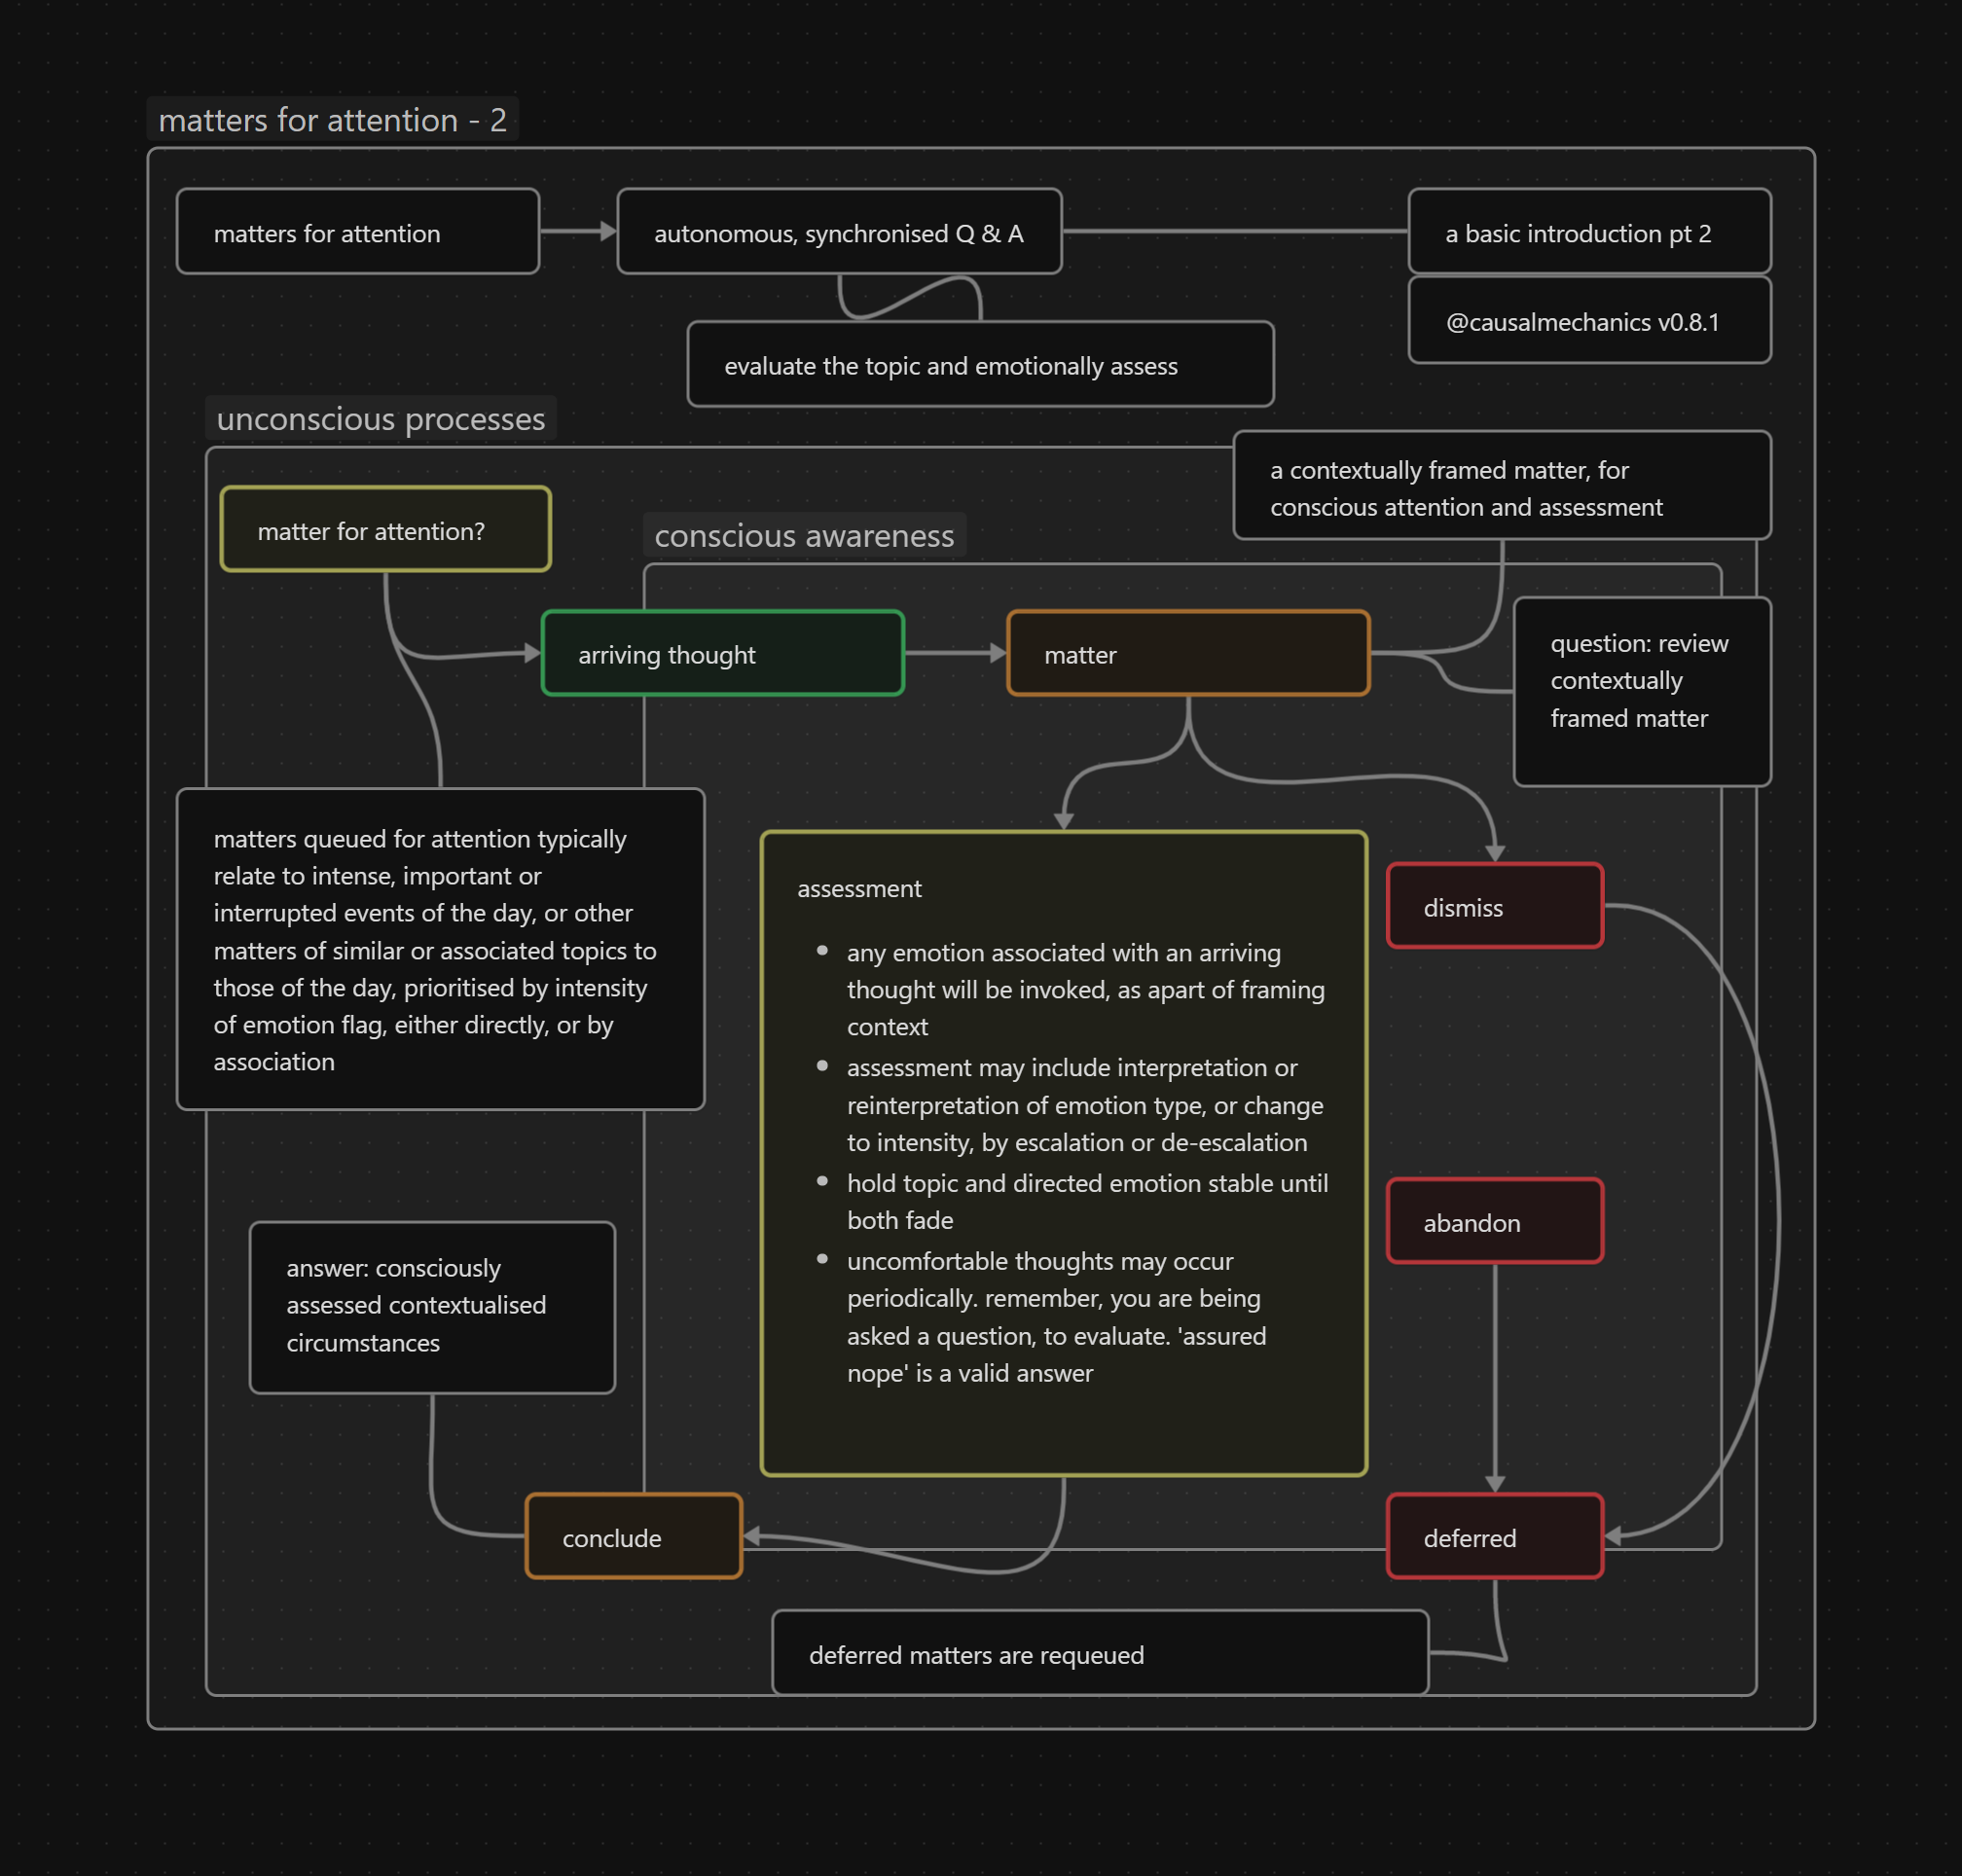 matters for attention - 2
matters for attention
autonomous, synchronised Q & A
a basic introduction pt 2
@causalmechanics v0.8.1
evaluate the topic and emotionally assess
unconscious processes
a contextually framed matter, for
conscious attention and assessment
matter for attention?
conscious awareness
arriving thought
matter
question: review
contextually
framed matter
matters queued for attention typically
relate to intense, important or
interrupted events of the day, or other
matters of similar or associated topics to
those of the day, prioritised by intensity
of emotion flag, either directly, or by
association
assessment
any emotion associated with an arriving
thought will be invoked, as apart of framing
context
assessment may include interpretation or
reinterpretation of emotion type, or change
to intensity, by escalation or de-escalation
hold topic and directed emotion stable until
both fade
uncomfortable thoughts may occur
periodically. remember, you are being
asked a question, to evaluate. 'assured
nope' is a valid answer
dismiss
abandon
answer: consciously
assessed contextualised
circumstances
conclude
deferred
deferred matters are requeued